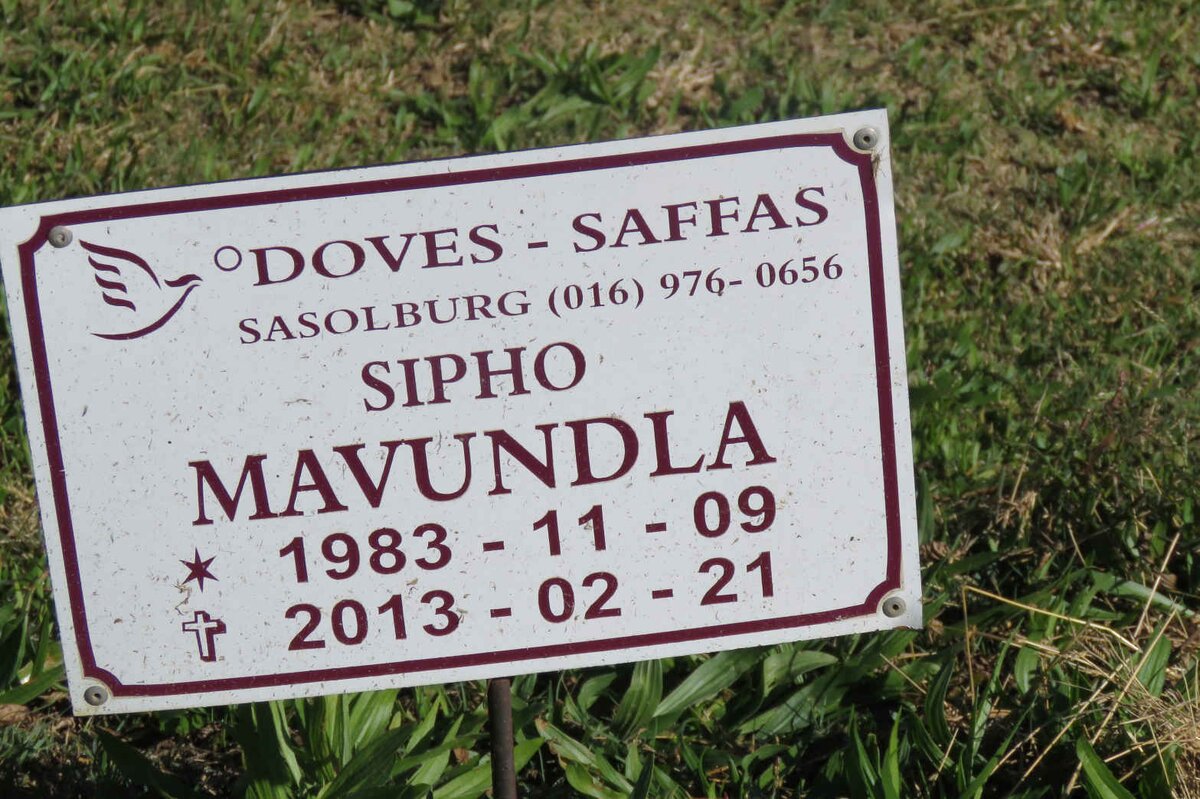 °DOVES - SAFFAS
SASOLBURG (016) 976- 0656
SIPHO
MAVUNDLA
1983 - 11 - 09
2013 - 02 - 21